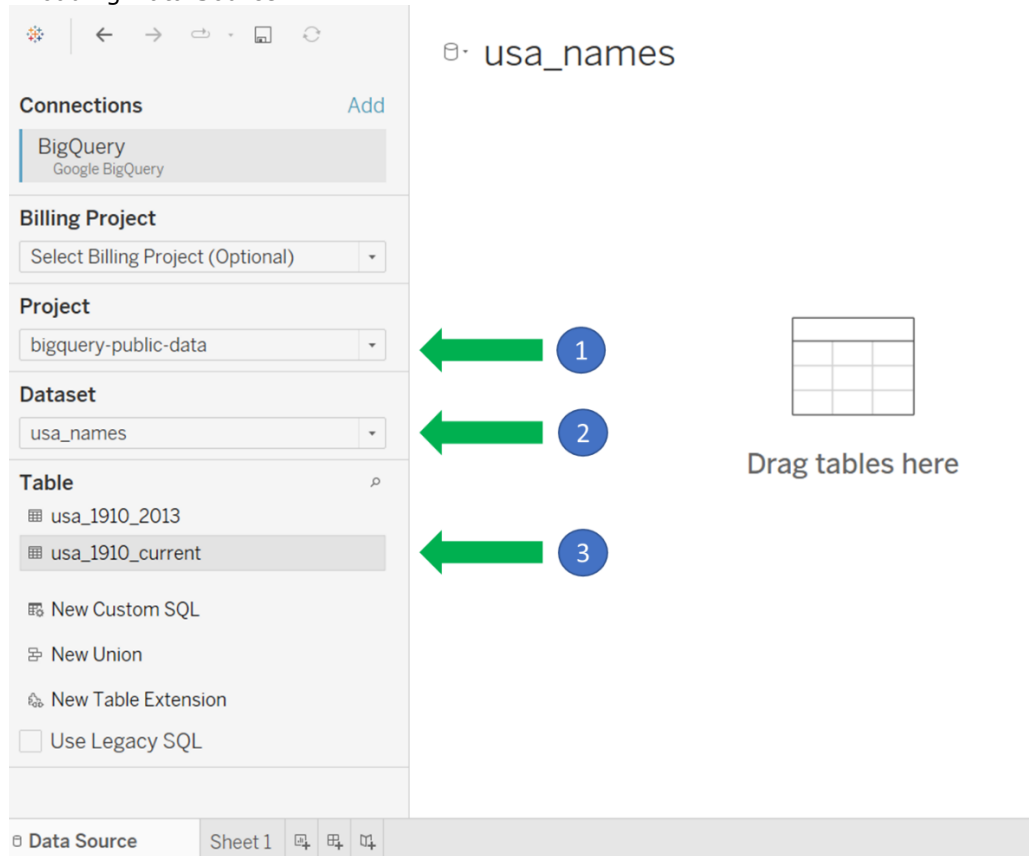 usa_names
Connections Add
BigQuery
Google BigQuery
Billing Project
Select Billing Project (Optional)
Project
bigquery-public-data
1
Dataset
usa_names
2
Drag tables here
Table
usa_1910_2013
usa_1910_current
3
New Custom SQL
New Union
New Table Extension
Use Legacy SQL
Data Source Sheet 1